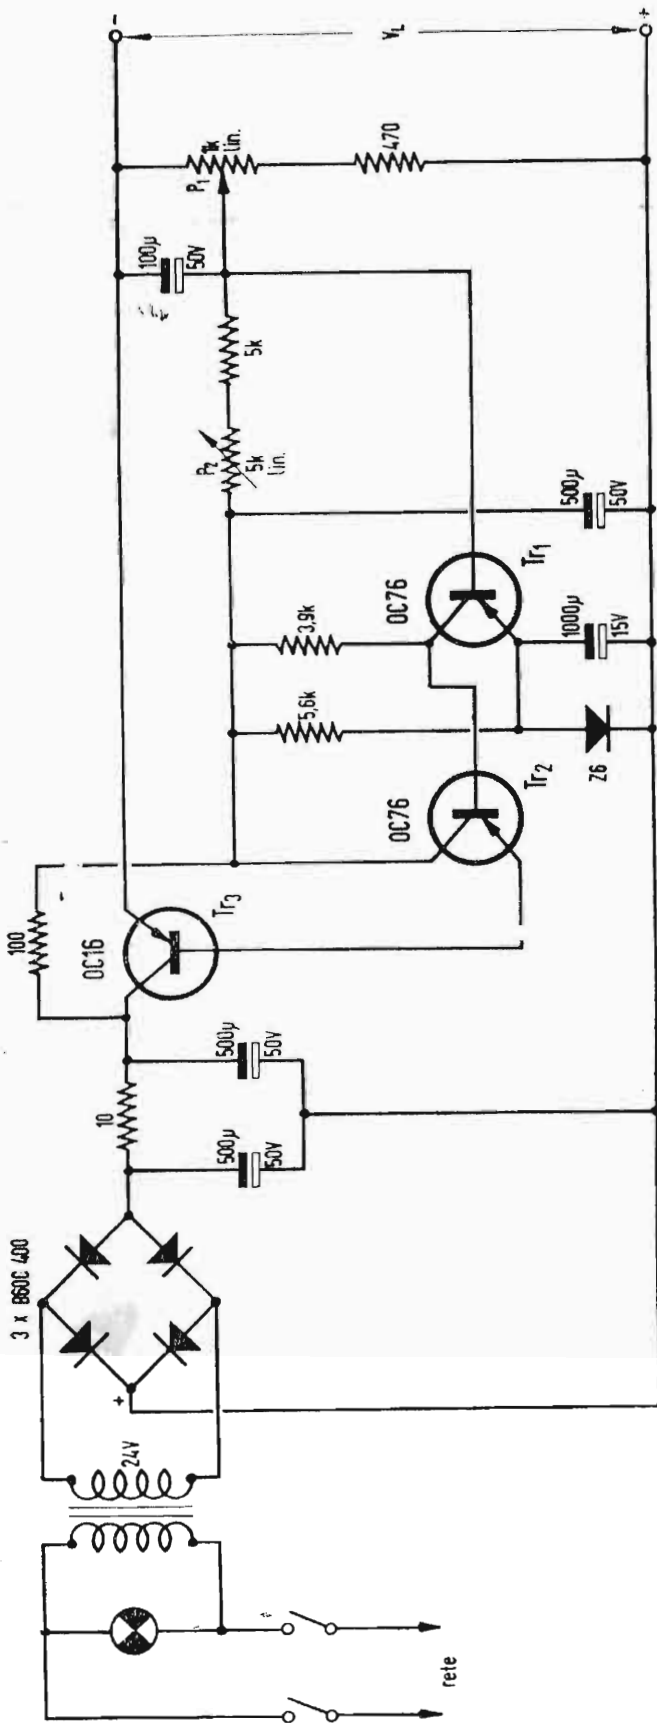 rete
24V
3 x B60C 400
+
10
500μ
50V
500μ
50V
100
OC16
Tr3
OC76
Tr2
5,6k
3,9k
OC76
Tr1
Z6
1000μ
15V
500μ
50V
P2
5k
lin.
5k
100μ
50V
P1
1k
lin.
470
-
VL
+